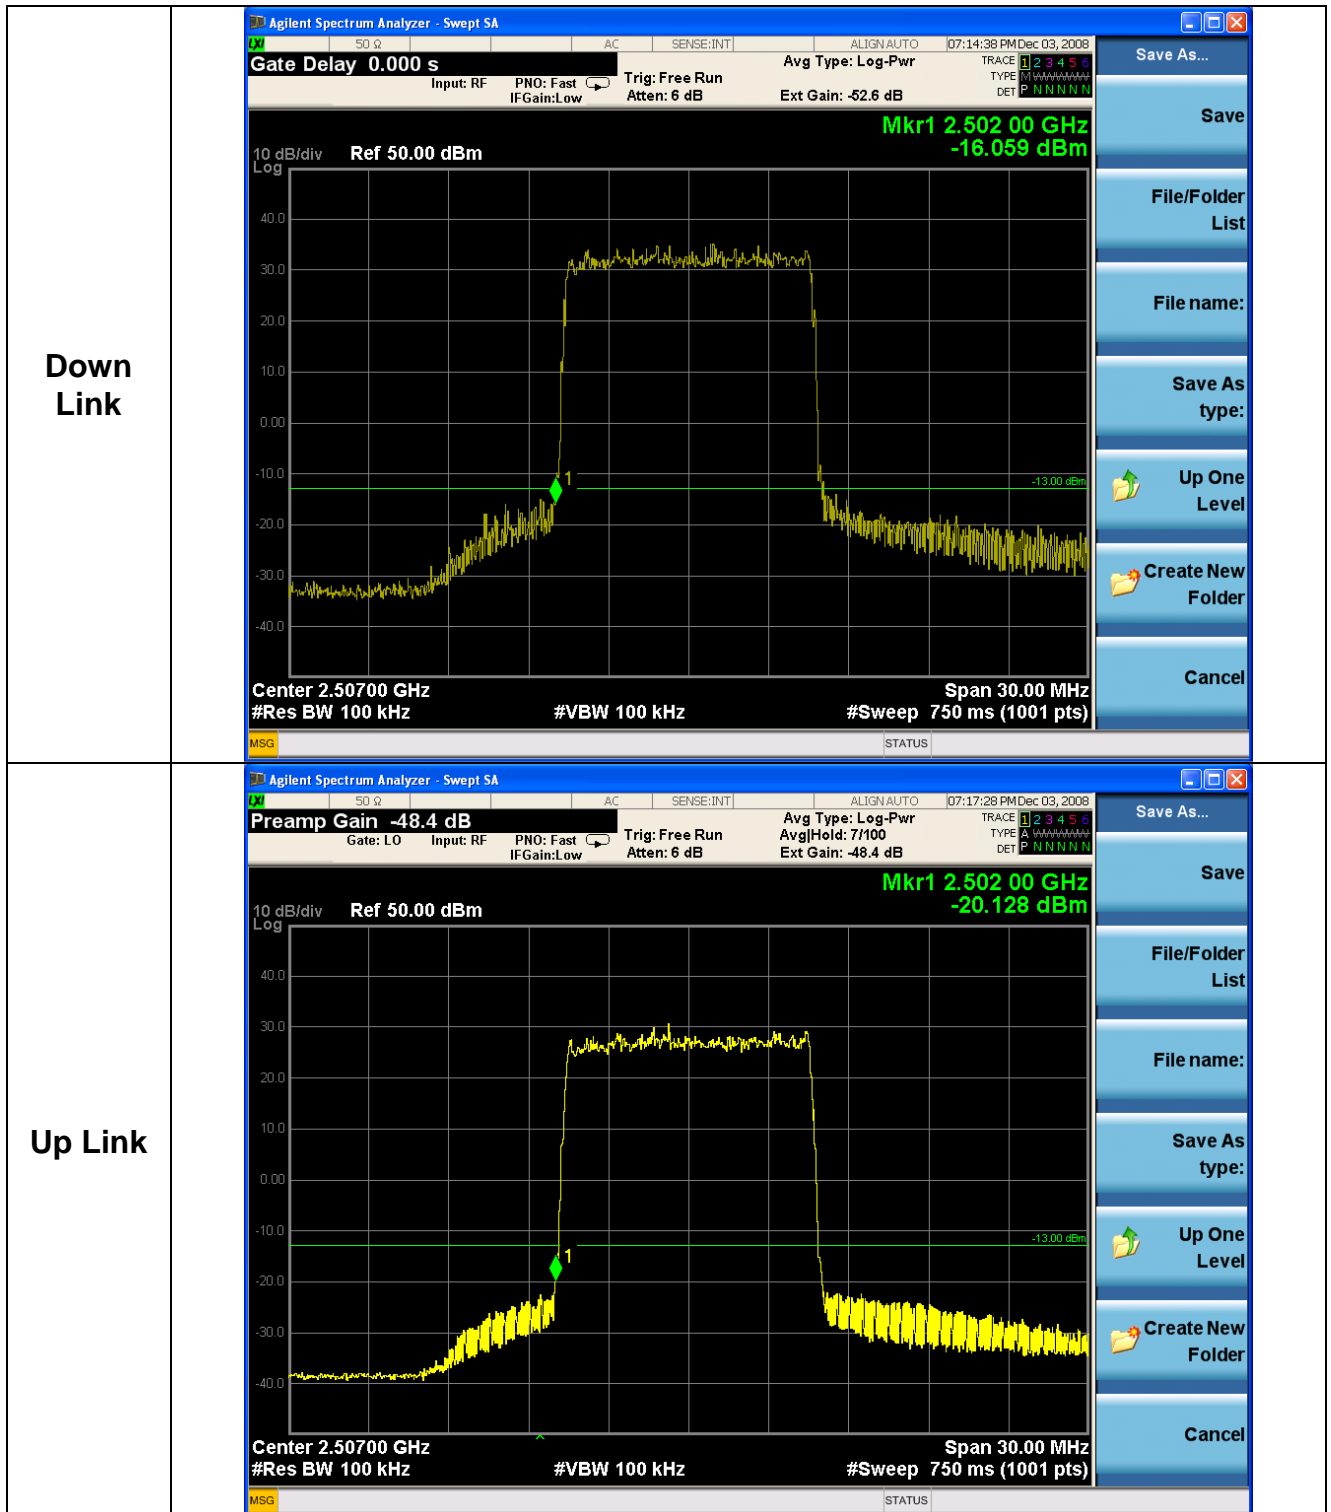 Down
Link
Agilent Spectrum Analyzer - Swept SA
LXI 50 Ω AC SENSE:INT ALIGN AUTO 07:14:38 PM Dec 03, 2008
Gate Delay 0.000 s
Input: RF PNO: Fast IFGain:Low
Trig: Free Run
Atten: 6 dB
Avg Type: Log-Pwr
Ext Gain: -52.6 dB
TRACE 1 2 3 4 5 6
TYPE M
DET P N N N N N
Mkr1 2.502 00 GHz
-16.059 dBm
10 dB/div Ref 50.00 dBm
Log
40.0
30.0
20.0
10.0
0.00
-10.0
1
-13.00 dBm
-20.0
-30.0
-40.0
Center 2.50700 GHz Span 30.00 MHz
#Res BW 100 kHz #VBW 100 kHz #Sweep 750 ms (1001 pts)
MSG STATUS
Save As...
Save
File/Folder
List
File name:
Save As
type:
Up One
Level
Create New
Folder
Cancel
Up Link
Agilent Spectrum Analyzer - Swept SA
LXI 50 Ω AC SENSE:INT ALIGN AUTO 07:17:28 PM Dec 03, 2008
Preamp Gain -48.4 dB
Gate: LO Input: RF PNO: Fast IFGain:Low
Trig: Free Run
Atten: 6 dB
Avg Type: Log-Pwr
Avg|Hold: 7/100
Ext Gain: -48.4 dB
TRACE 1 2 3 4 5 6
TYPE A
DET P N N N N N
Mkr1 2.502 00 GHz
-20.128 dBm
10 dB/div Ref 50.00 dBm
Log
40.0
30.0
20.0
10.0
0.00
-10.0
-13.00 dBm
1
-20.0
-30.0
-40.0
Center 2.50700 GHz Span 30.00 MHz
#Res BW 100 kHz #VBW 100 kHz #Sweep 750 ms (1001 pts)
MSG STATUS
Save As...
Save
File/Folder
List
File name:
Save As
type:
Up One
Level
Create New
Folder
Cancel